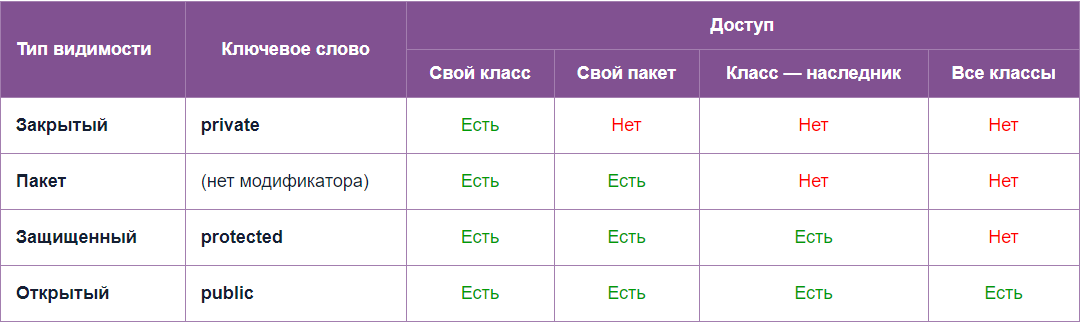 Тип видимости Ключевое слово Доступ
Свой класс Свой пакет Класс — наследник Все классы
Закрытый private Есть Нет Нет Нет
Пакет (нет модификатора) Есть Есть Нет Нет
Защищенный protected Есть Есть Есть Нет
Открытый public Есть Есть Есть Есть